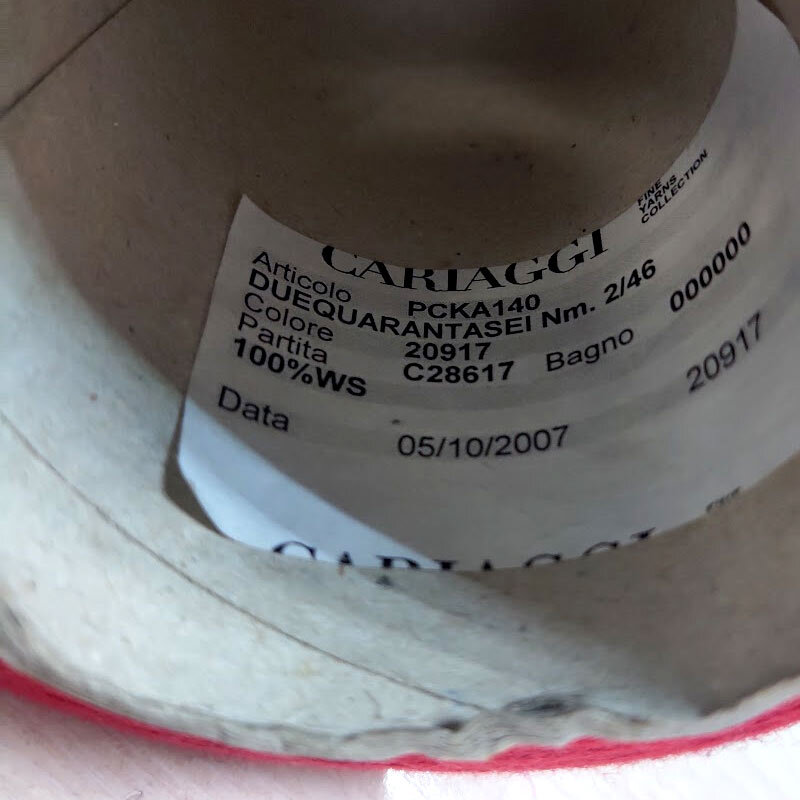 CARIAGGI
FINE
YARNS
COLLECTION
Articolo PCKA140
DUEQUARANTASEI Nm. 2/46
Colore 20917
Partita C28617 Bagno 000000
100%WS
20917
Data 05/10/2007
CARIAGGI